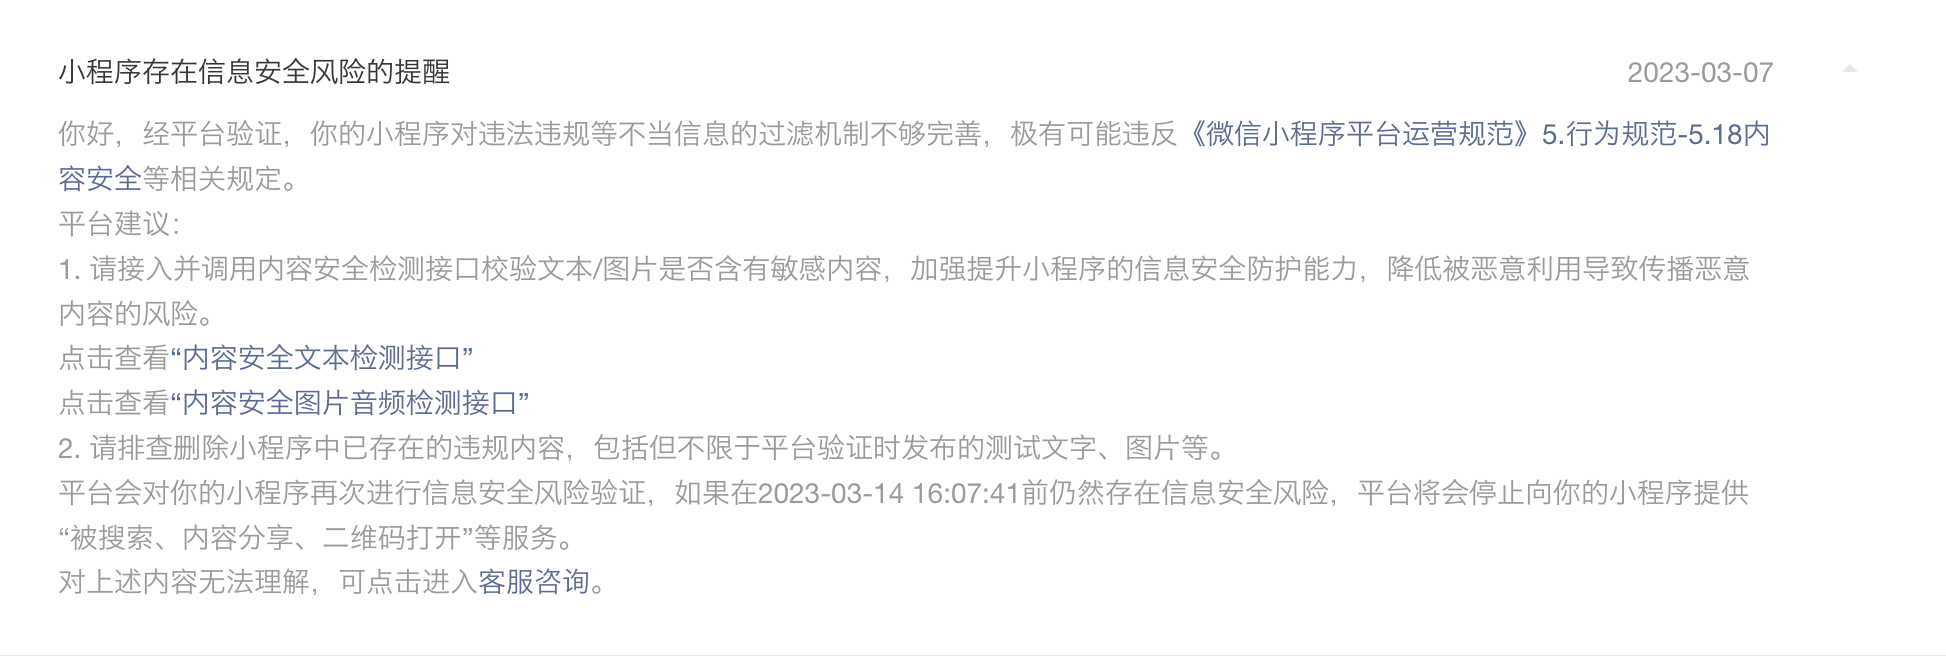 小程序存在信息安全风险的提醒 2023-03-07
你好，经平台验证，你的小程序对违法违规等不当信息的过滤机制不够完善，极有可能违反《微信小程序平台运营规范》5.行为规范-5.18内
容安全等相关规定。
平台建议：
1. 请接入并调用内容安全检测接口校验文本/图片是否含有敏感内容，加强提升小程序的信息安全防护能力，降低被恶意利用导致传播恶意
内容的风险。
点击查看“内容安全文本检测接口”
点击查看“内容安全图片音频检测接口”
2. 请排查删除小程序中已存在的违规内容，包括但不限于平台验证时发布的测试文字、图片等。
平台会对你的小程序再次进行信息安全风险验证，如果在2023-03-14 16:07:41前仍然存在信息安全风险，平台将会停止向你的小程序提供
“被搜索、内容分享、二维码打开”等服务。
对上述内容无法理解，可点击进入客服咨询。